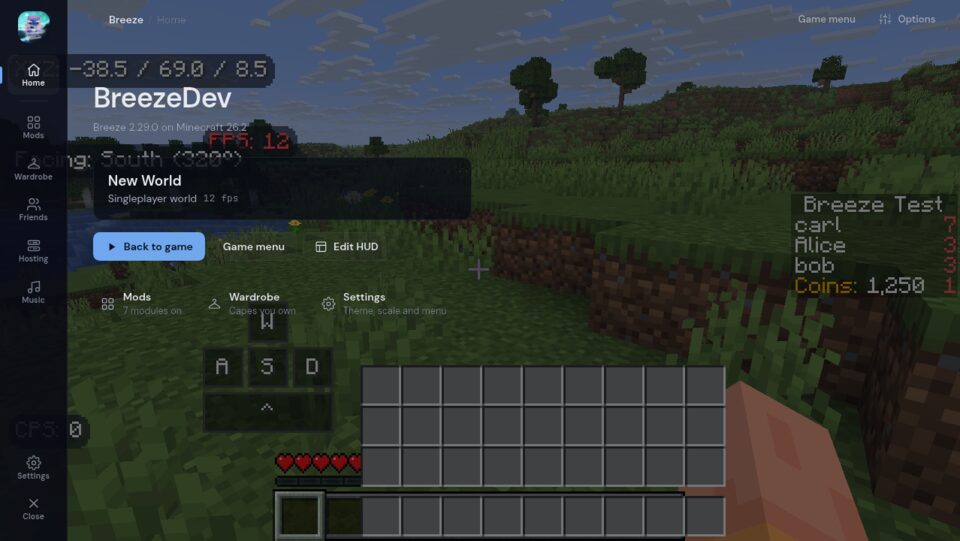 Breeze / Home
Game menu
Options
XYZ: -38.5 / 69.0 / 8.5
Home
BreezeDev
Breeze 2.29.0 on Minecraft 26.2
FPS: 12
Mods
Facing: South (320°)
Wardrobe
New World
Singleplayer world 12 fps
Friends
Breeze Test
carl 7
Alice 3
bob 3
Coins: 1,250 1
Back to game
Game menu
Edit HUD
Hosting
Music
Mods
7 modules on
Wardrobe
Capes you own
Settings
Theme, scale and menu
W
A S D
^
CPS: 0
Settings
Close